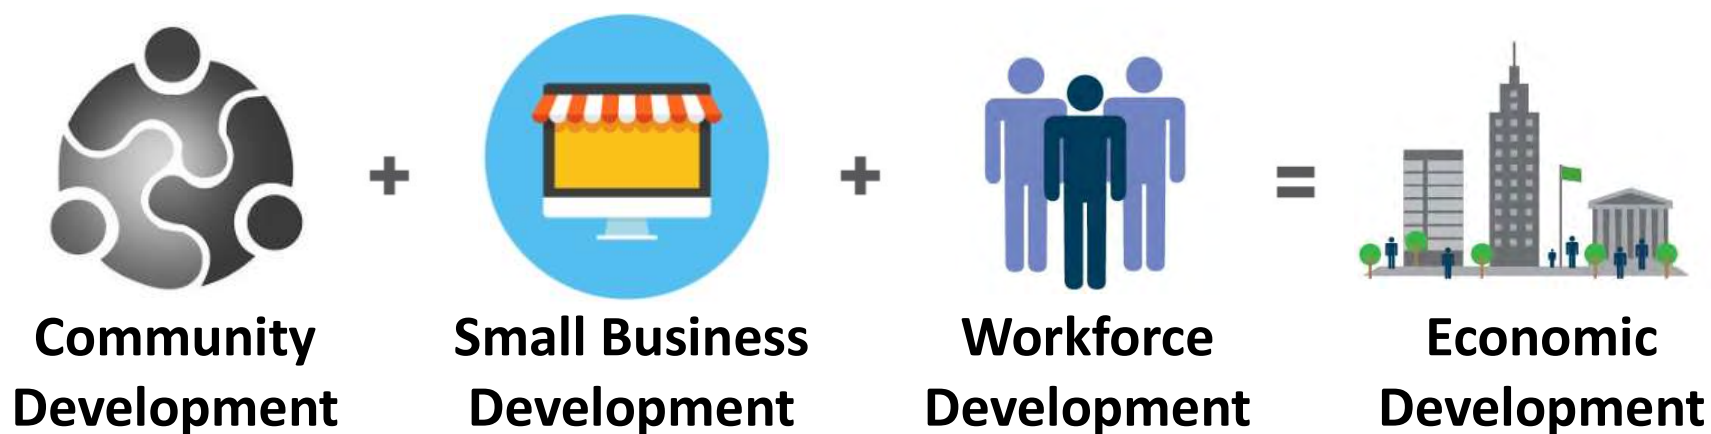 +
+
=
Community
Development
Small Business
Development
Workforce
Development
Economic
Development